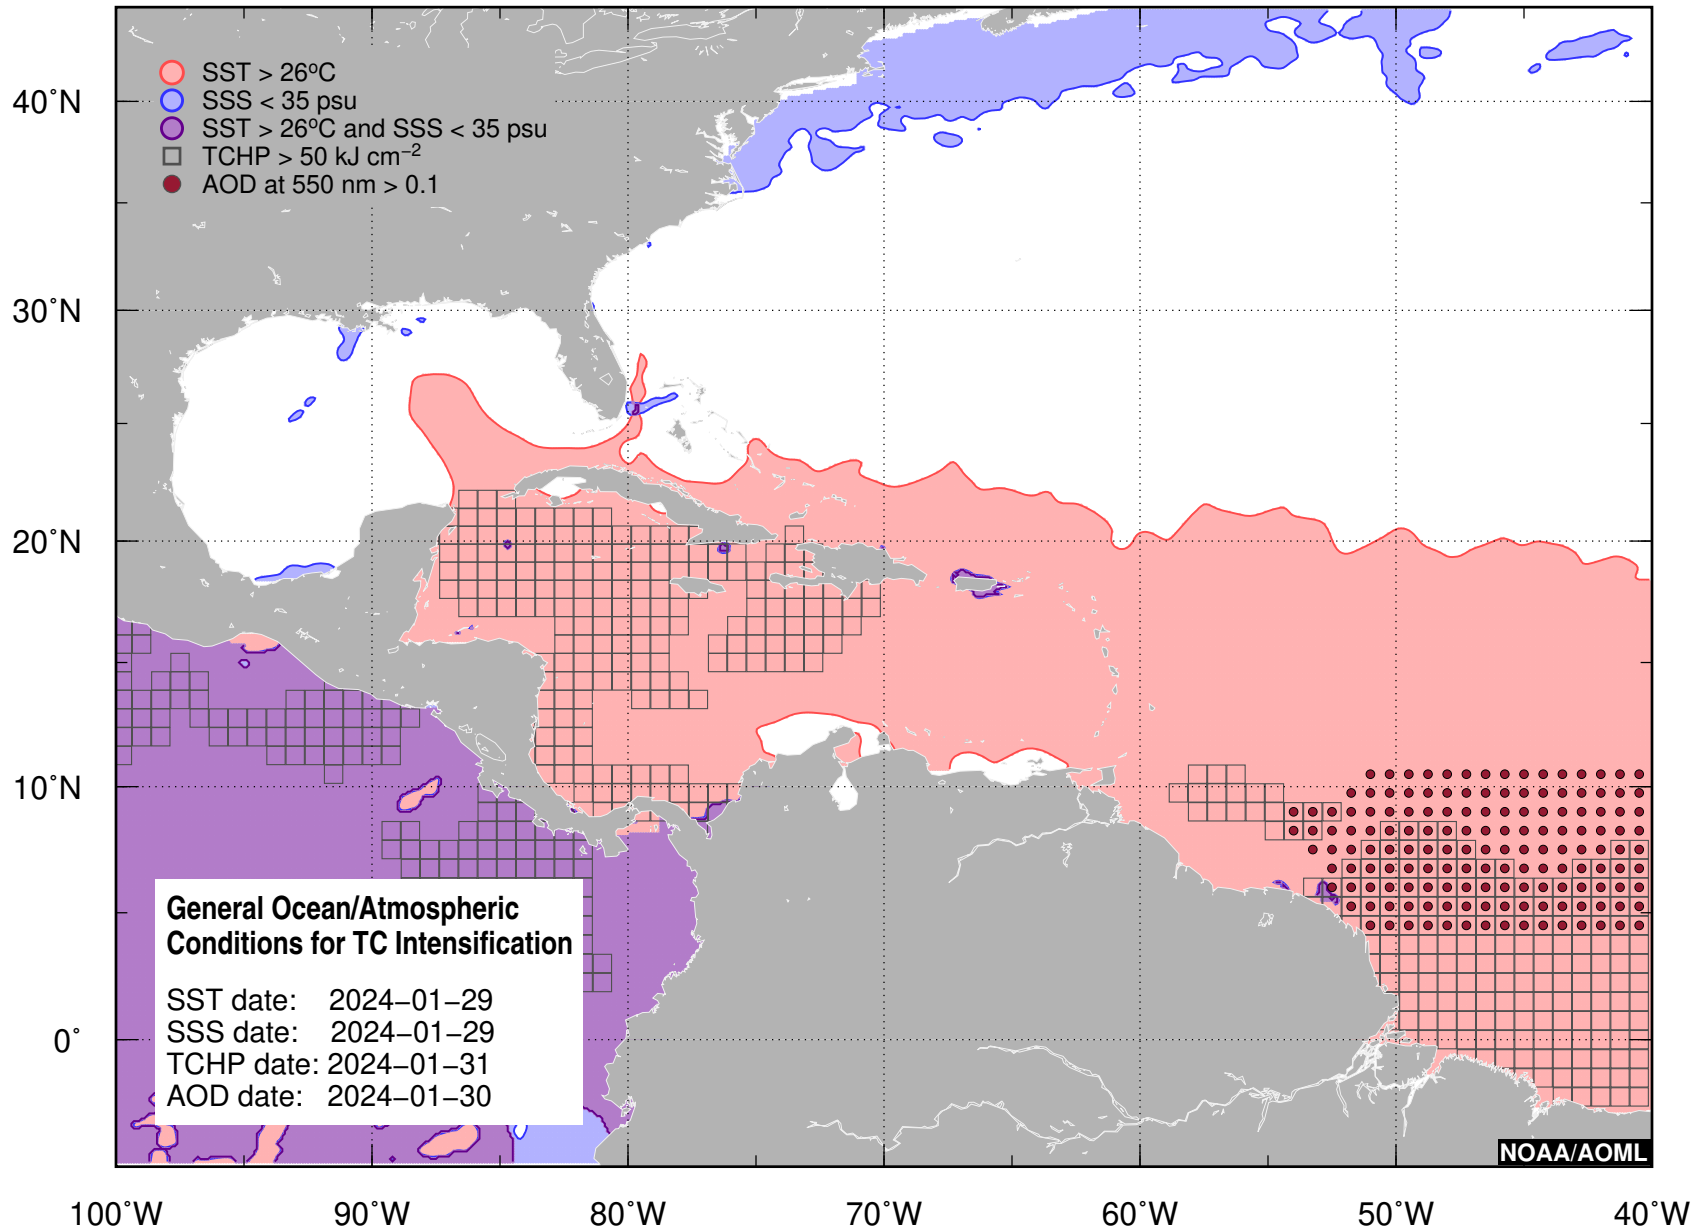 SST > 26°C
SSS < 35 psu
SST > 26°C and SSS < 35 psu
TCHP > 50 kJ cm⁻²
AOD at 550 nm > 0.1
40°N
30°N
20°N
10°N
0°
General Ocean/Atmospheric
Conditions for TC Intensification
SST date: 2024−01−29
SSS date: 2024−01−29
TCHP date: 2024−01−31
AOD date: 2024−01−30
NOAA/AOML
100°W 90°W 80°W 70°W 60°W 50°W 40°W